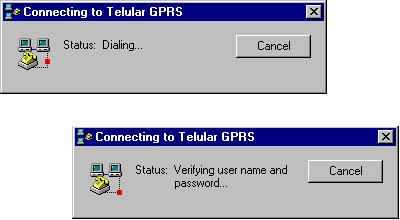 Connecting to Telular GPRS
Status: Dialing...
Cancel
Connecting to Telular GPRS
Status: Verifying user name and
password...
Cancel